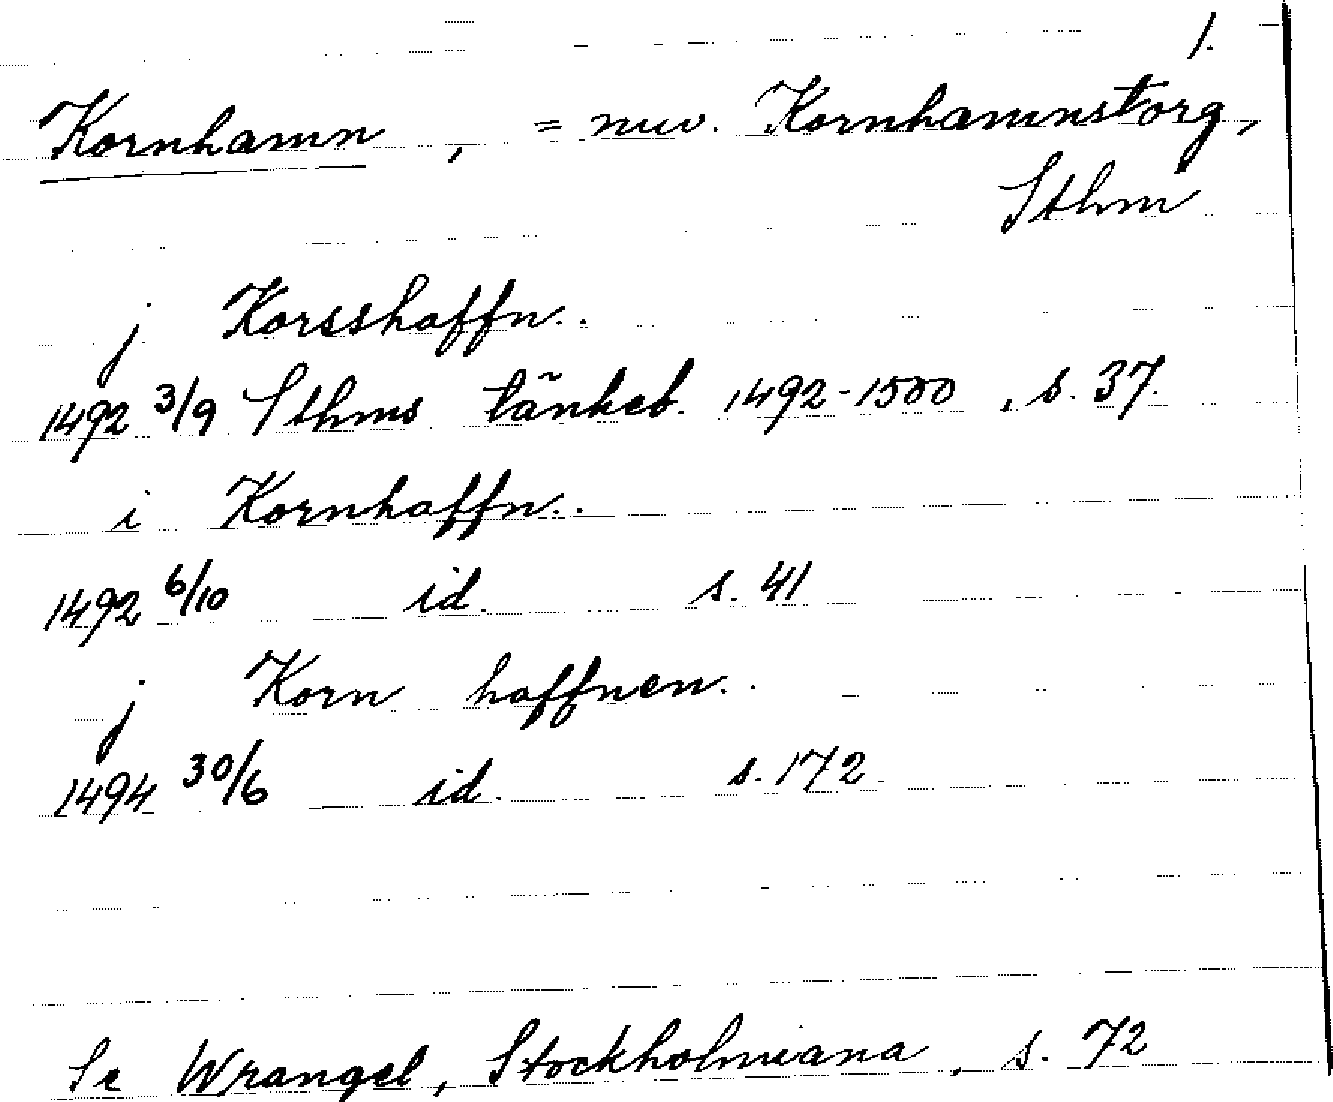 1.
Kornhamn, = nuv. Kornhamnstorg,
Sthm
j Korsshaffn..
1492 3/9 Sthms tänkeb. 1492-1500, s. 37.
i Kornhaffn..
1492 6/10 id. s. 41
j Korn haffnen..
1494 30/6 id. s. 172
Se Wrangel, Stockholmiana, s. 72